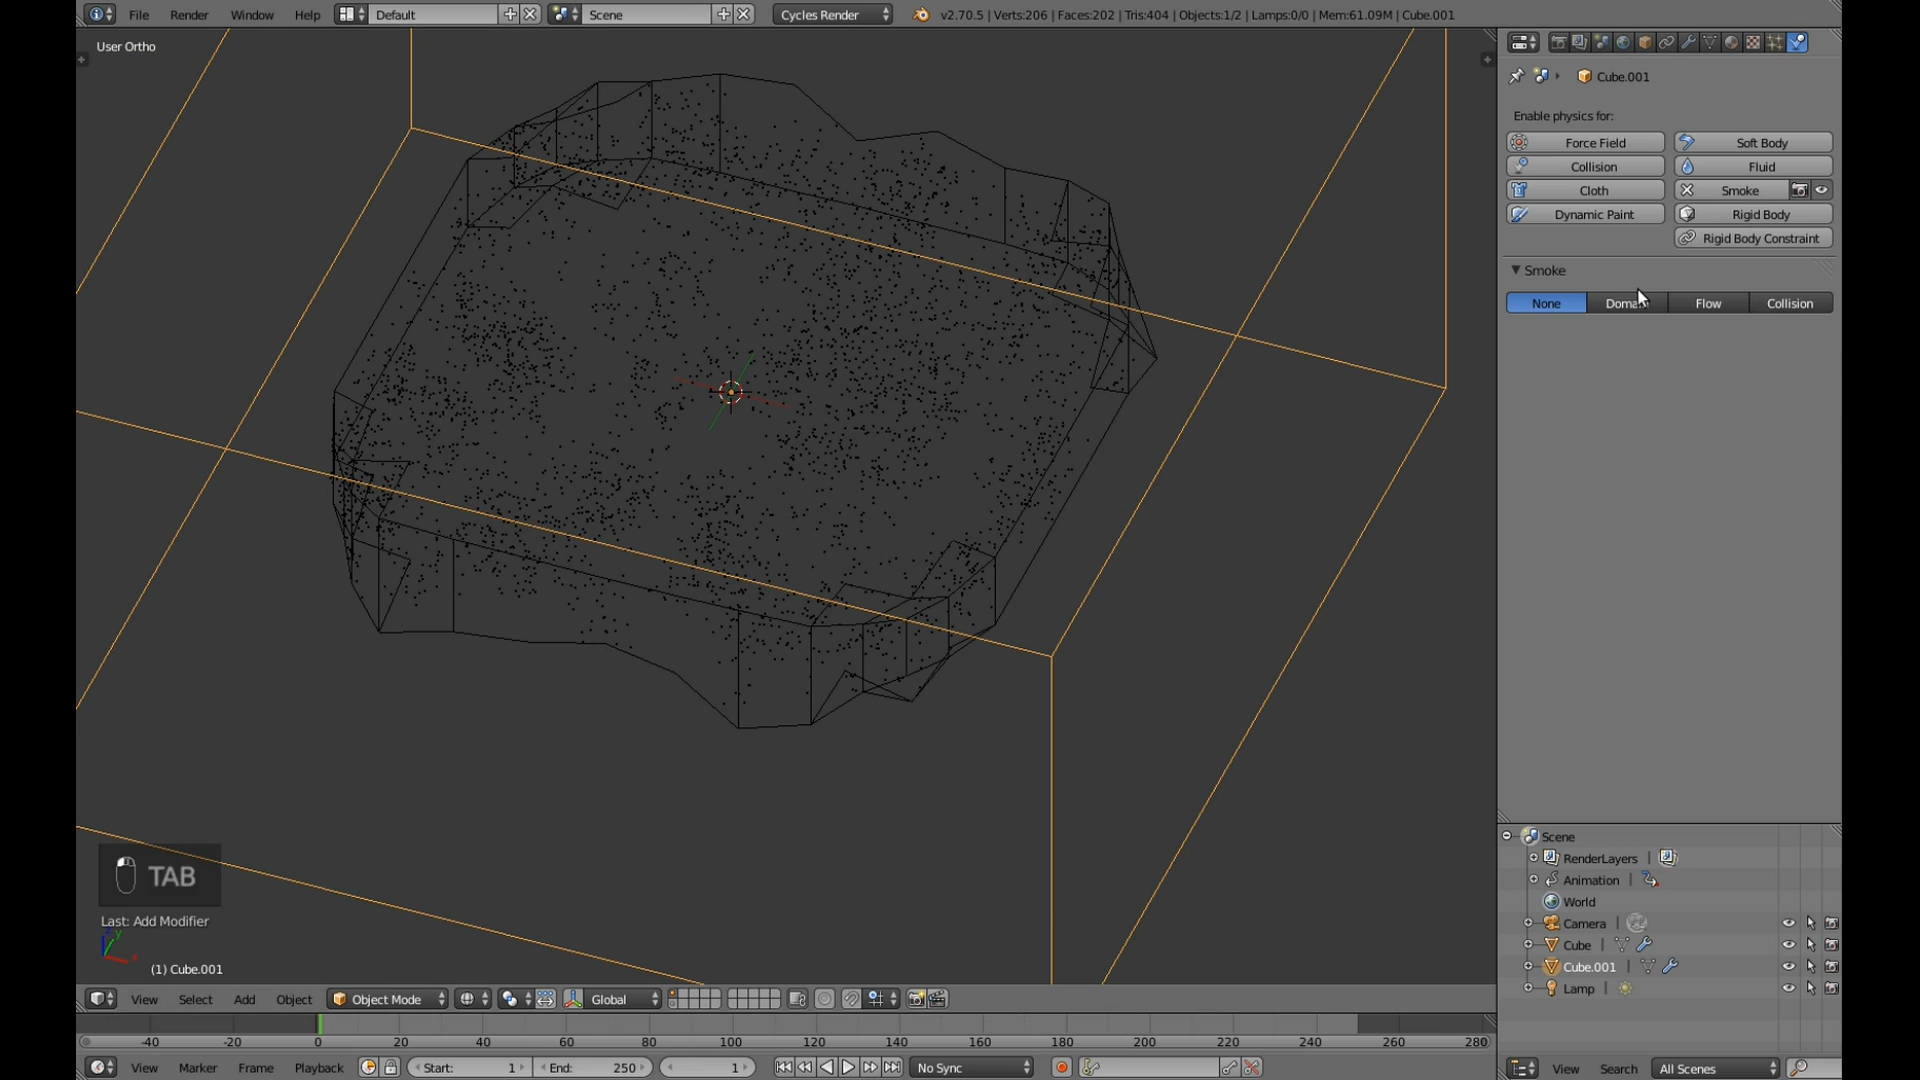 File Render Window Help Default Scene Cycles Render v2.70.5 | Verts:206 | Faces:202 | Tris:404 | Objects:1/2 | Lamps:0/0 | Mem:61.09M | Cube.001
User Ortho
Cube.001
Enable physics for:
Force Field Soft Body
Collision Fluid
Cloth Smoke
Dynamic Paint Rigid Body
Rigid Body Constraint
Smoke
None Flow Collision
Scene
RenderLayers
Animation
World
Camera
Cube
Cube.001
Lamp
TAB
Last: Add Modifier
(1) Cube.001
View Select Add Object Object Mode Global
-40 -20 0 20 40 60 80 100 120 140 160 180 200 220 240 260 280
View Marker Frame Playback Start: 1 End: 250 1 No Sync
View Search All Scenes